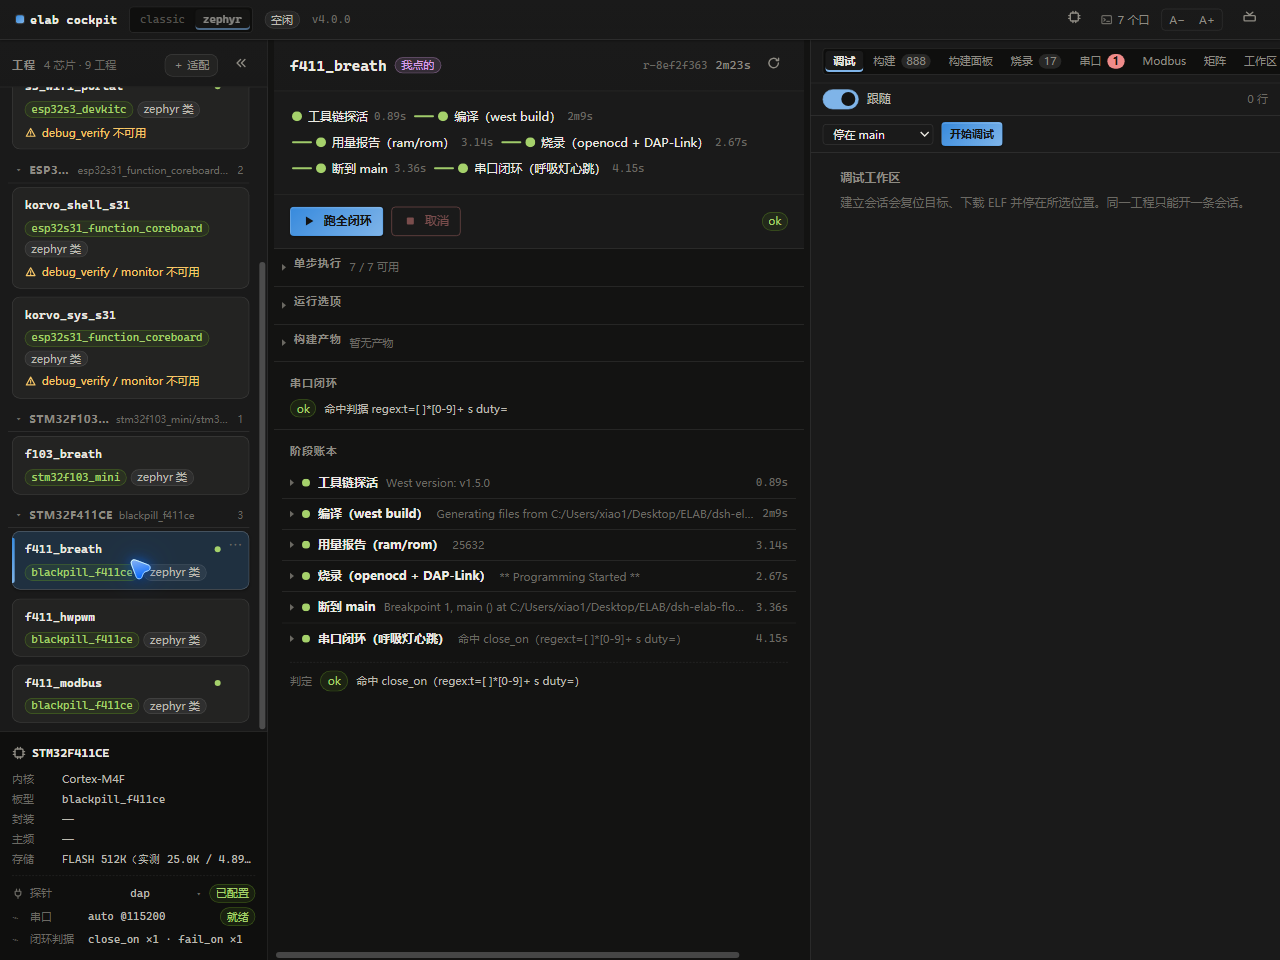 elab cockpit classic zephyr 空闲 v4.0.0 7 个口 A− A+
工程 4 芯片 · 9 工程 + 适配
esp32s3_devkitc zephyr 类
debug_verify 不可用
ESP3... esp32s31_function_coreboard... 2
korvo_shell_s31
esp32s31_function_coreboard
zephyr 类
debug_verify / monitor 不可用
korvo_sys_s31
esp32s31_function_coreboard
zephyr 类
debug_verify / monitor 不可用
STM32F103... stm32f103_mini/stm3... 1
f103_breath
stm32f103_mini zephyr 类
STM32F411CE blackpill_f411ce 3
f411_breath ...
blackpill_f411ce zephyr 类
f411_hwpwm
blackpill_f411ce zephyr 类
f411_modbus
blackpill_f411ce zephyr 类
STM32F411CE
内核 Cortex-M4F
板型 blackpill_f411ce
封装 —
主频 —
存储 FLASH 512K（实测 25.0K / 4.89...
探针 dap 已配置
串口 auto @115200 就绪
闭环判据 close_on ×1 · fail_on ×1
f411_breath 我点的 r-8ef2f363 2m23s
工具链探活 0.89s 编译（west build） 2m9s
用量报告（ram/rom） 3.14s 烧录（openocd + DAP-Link） 2.67s
断到 main 3.36s 串口闭环（呼吸灯心跳） 4.15s
跑全闭环 取消 ok
单步执行 7 / 7 可用
运行选项
构建产物 暂无产物
串口闭环
ok 命中判据 regex:t=[ ]*[0-9]+ s duty=
阶段账本
工具链探活 West version: v1.5.0 0.89s
编译（west build） Generating files from C:/Users/xiao1/Desktop/ELAB/dsh-el... 2m9s
用量报告（ram/rom） 25632 3.14s
烧录（openocd + DAP-Link） ** Programming Started ** 2.67s
断到 main Breakpoint 1, main () at C:/Users/xiao1/Desktop/ELAB/dsh-elab-flo... 3.36s
串口闭环（呼吸灯心跳） 命中 close_on（regex:t=[ ]*[0-9]+ s duty=） 4.15s
判定 ok 命中 close_on（regex:t=[ ]*[0-9]+ s duty=）
调试 构建 888 构建面板 烧录 17 串口 1 Modbus 矩阵 工作区
跟随 0 行
停在 main 开始调试
调试工作区
建立会话会复位目标、下载 ELF 并停在所选位置。同一工程只能开一条会话。